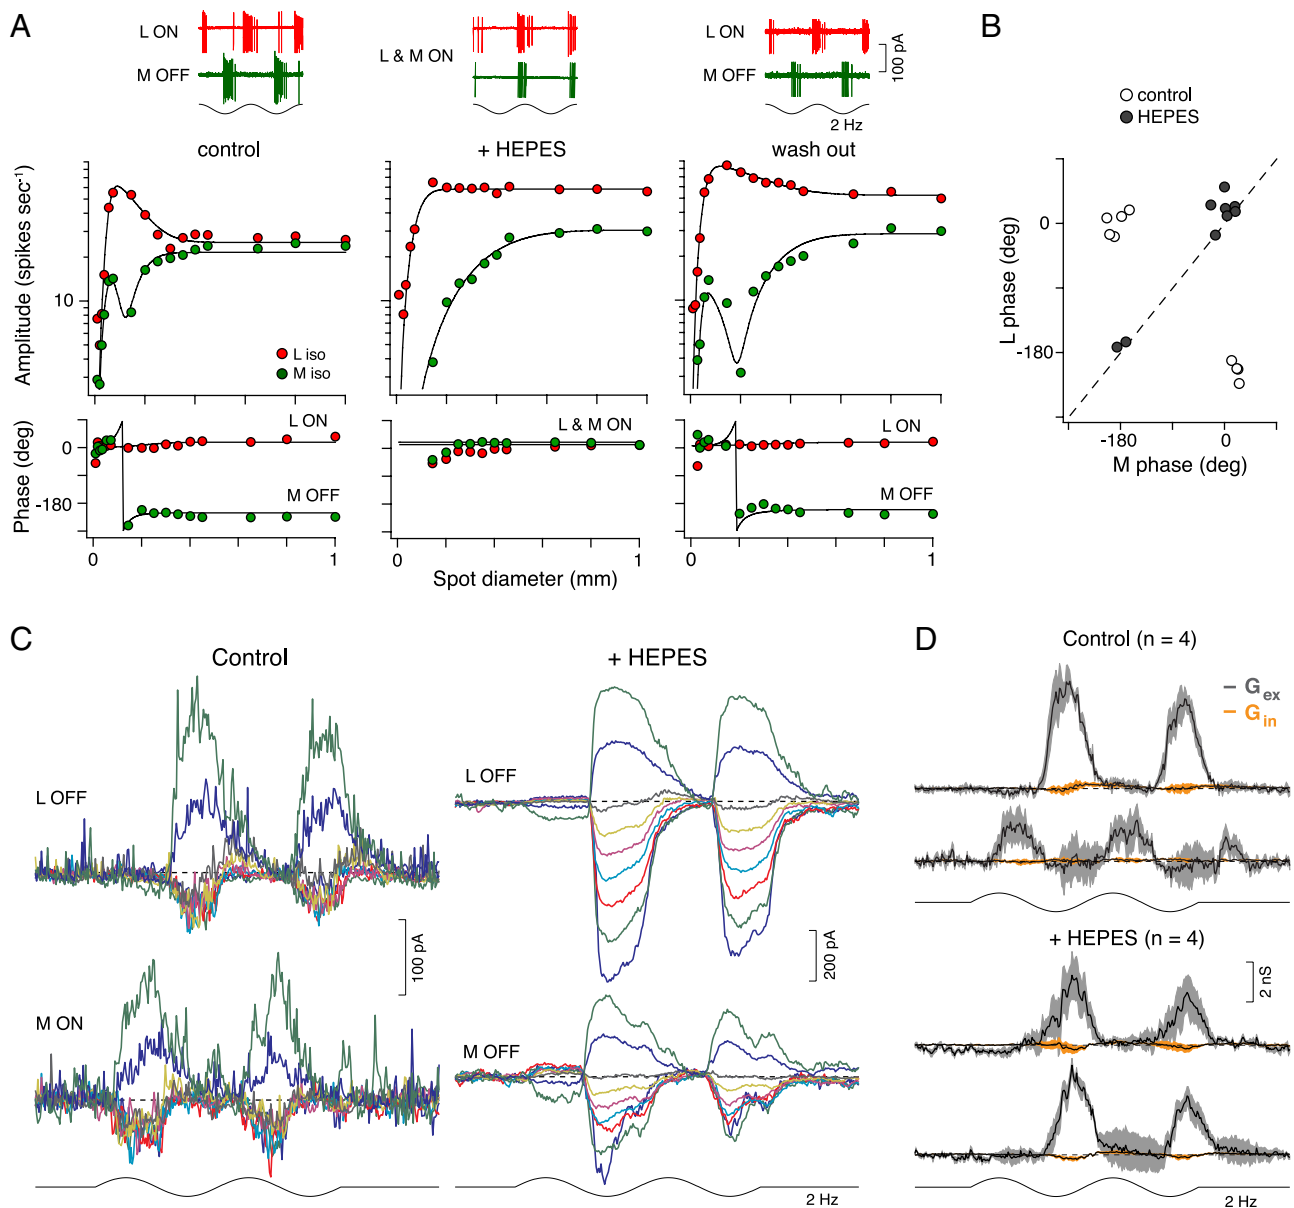 A
B
L ON
M OFF
L & M ON
L ON
M OFF
100 pA
2 Hz
control
HEPES
control
+ HEPES
wash out
Amplitude (spikes sec-1)
10
L iso
M iso
L phase (deg)
0
-180
-180
0
M phase (deg)
Phase (deg)
0
-180
L ON
M OFF
L & M ON
L ON
M OFF
0
1
0
1
0
1
Spot diameter (mm)
C
D
Control
+ HEPES
Control (n = 4)
Gex
Gin
L OFF
L OFF
100 pA
200 pA
M ON
M OFF
+ HEPES (n = 4)
2 nS
2 Hz
2 Hz